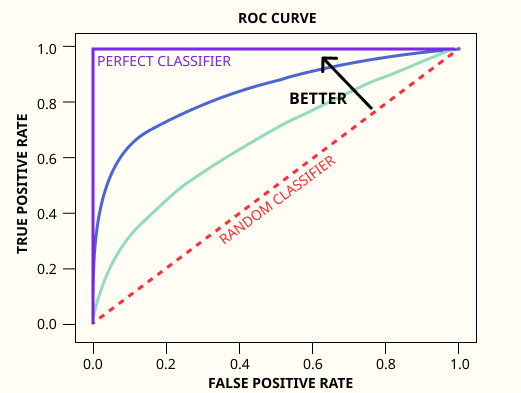 ROC CURVE
1.0
PERFECT CLASSIFIER
BETTER
0.8
0.6
RANDOM CLASSIFIER
0.4
0.2
0.0
TRUE POSITIVE RATE
0.0 0.2 0.4 0.6 0.8 1.0
FALSE POSITIVE RATE